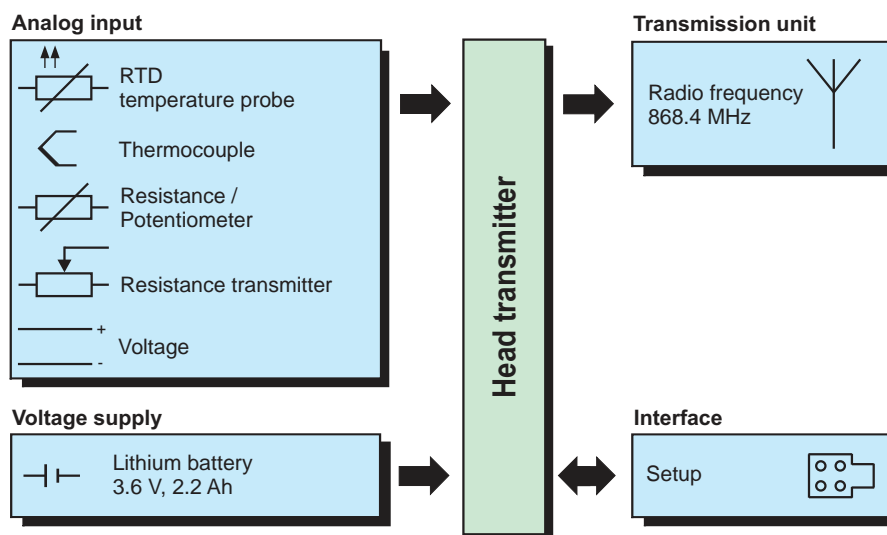 Analog input
RTD
temperature probe
Thermocouple
Resistance /
Potentiometer
Resistance transmitter
+
Voltage
-
Voltage supply
Lithium battery
3.6 V, 2.2 Ah
Head transmitter
Transmission unit
Radio frequency
868.4 MHz
Interface
Setup